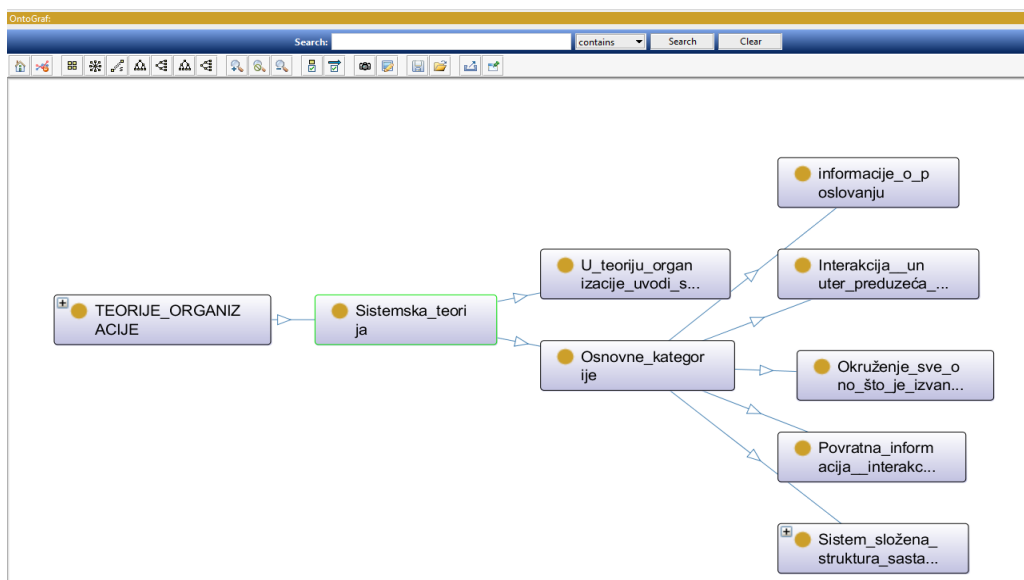 OntoGraf:
Search: contains Search Clear
informacije_o_p
oslovanju
U_teoriju_organ
izacije_uvodi_s...
Interakcija__un
uter_preduzeća_...
TEORIJE_ORGANIZ
ACIJE
Sistemska_teori
ja
Osnovne_kategor
ije
Okruženje_sve_o
no_što_je_izvan...
Povratna_inform
acija__interakc...
Sistem_složena_
struktura_sasta...